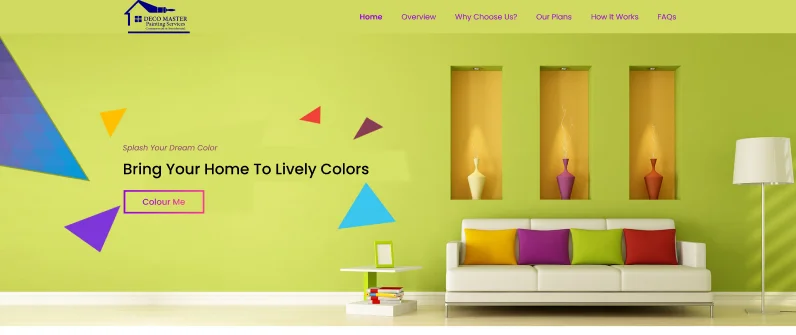 DECO MASTER
Painting Services
Home
Overview
Why Choose Us?
Our Plans
How It Works
FAQs
Splash Your Dream Color
Bring Your Home To Lively Colors
Colour Me